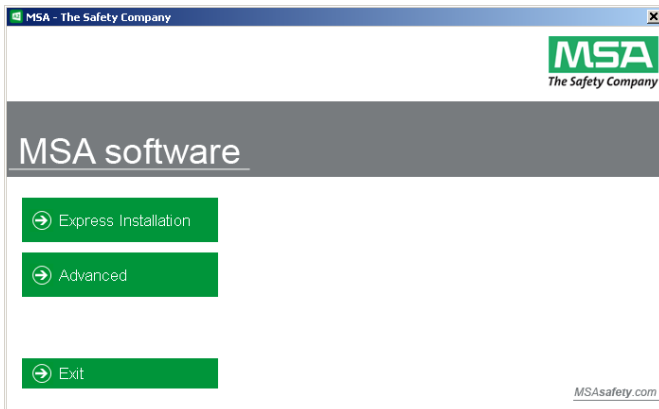 MSA - The Safety Company
MSA
The Safety Company
MSA software
Express Installation
Advanced
Exit
MSAsafety.com